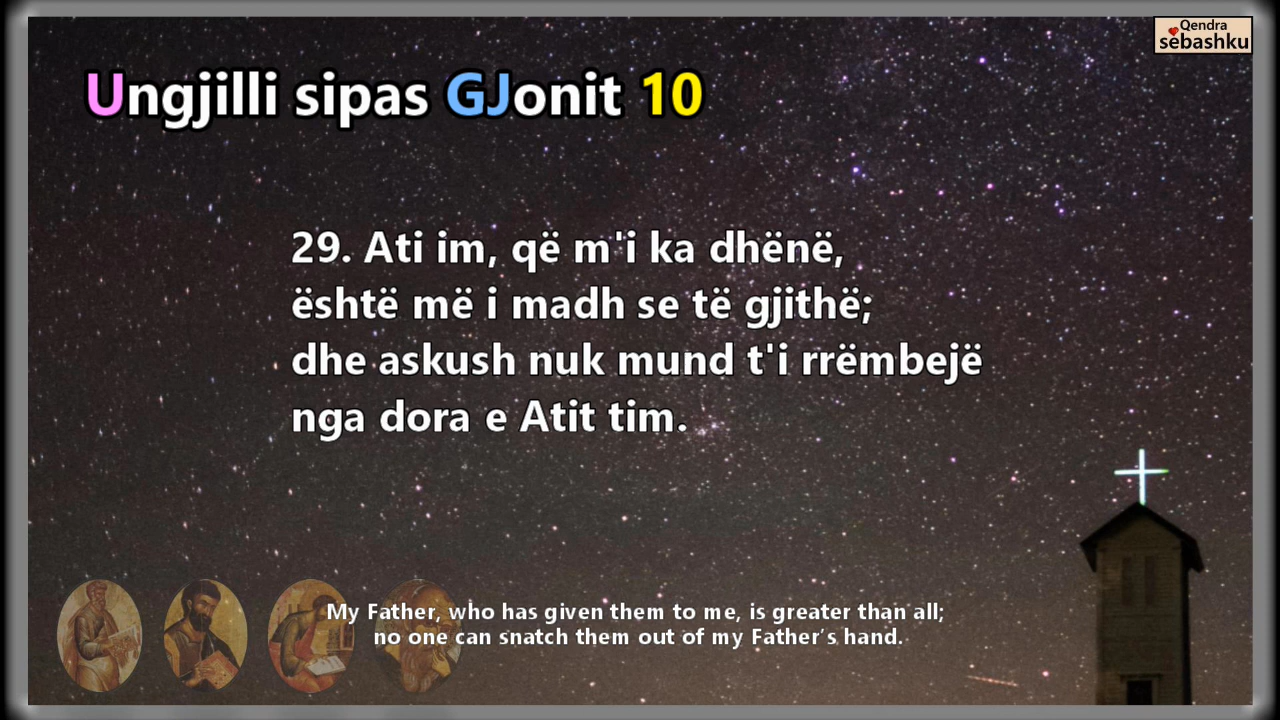 Qendra
sëbashku
Ungjilli sipas GJonit 10
29. Ati im, që m'i ka dhënë,
është më i madh se të gjithë;
dhe askush nuk mund t'i rrëmbejë
nga dora e Atit tim.
My Father, who has given them to me, is greater than all;
no one can snatch them out of my Father’s hand.